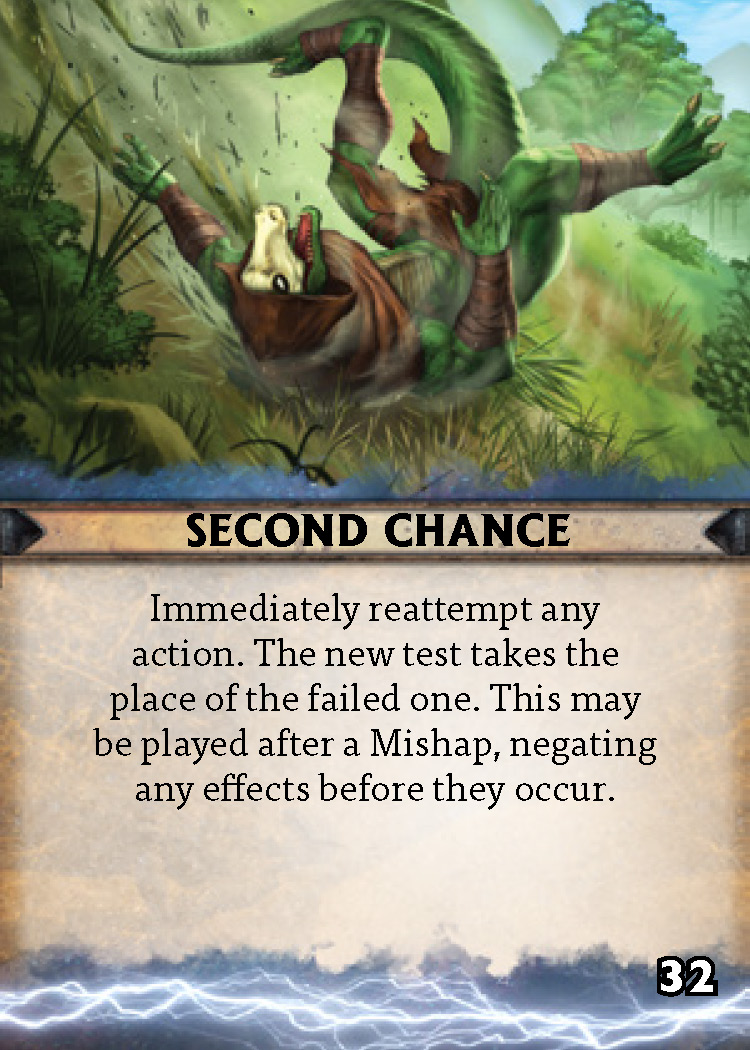 SECOND CHANCE
Immediately reattempt any
action. The new test takes the
place of the failed one. This may
be played after a Mishap, negating
any effects before they occur.
32